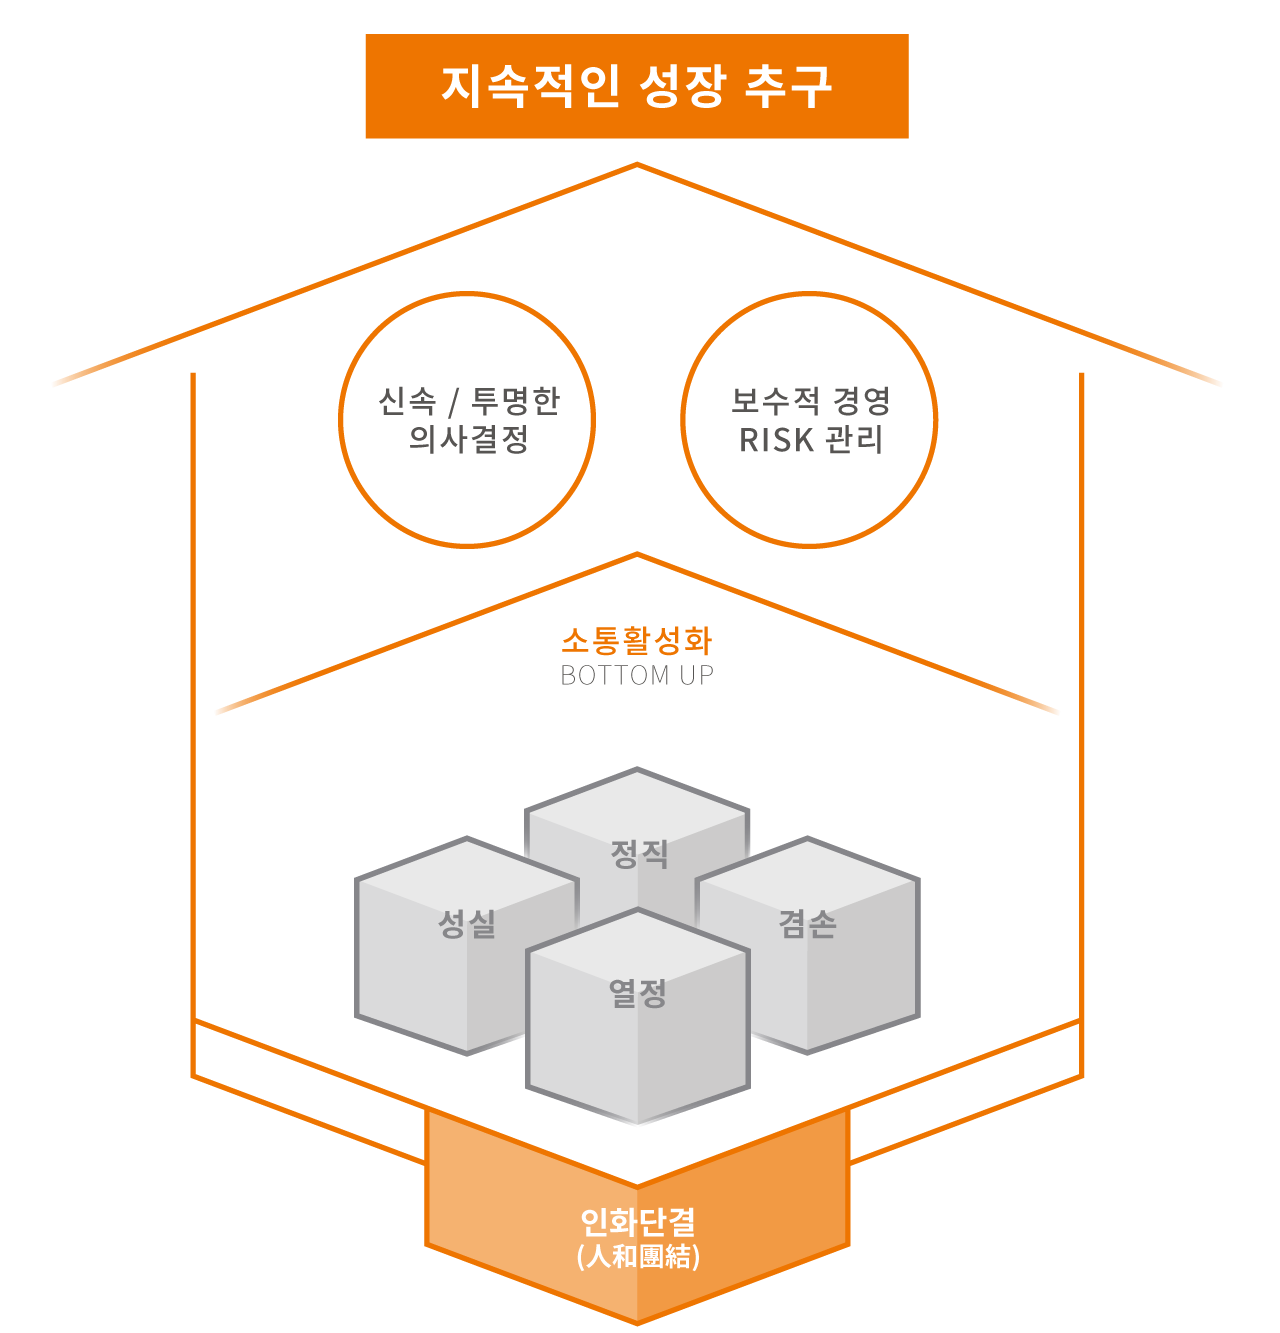 지속적인 성장 추구
신속 / 투명한
의사결정
보수적 경영
RISK 관리
소통활성화
BOTTOM UP
정직
성실
겸손
열정
인화단결
(人和團結)